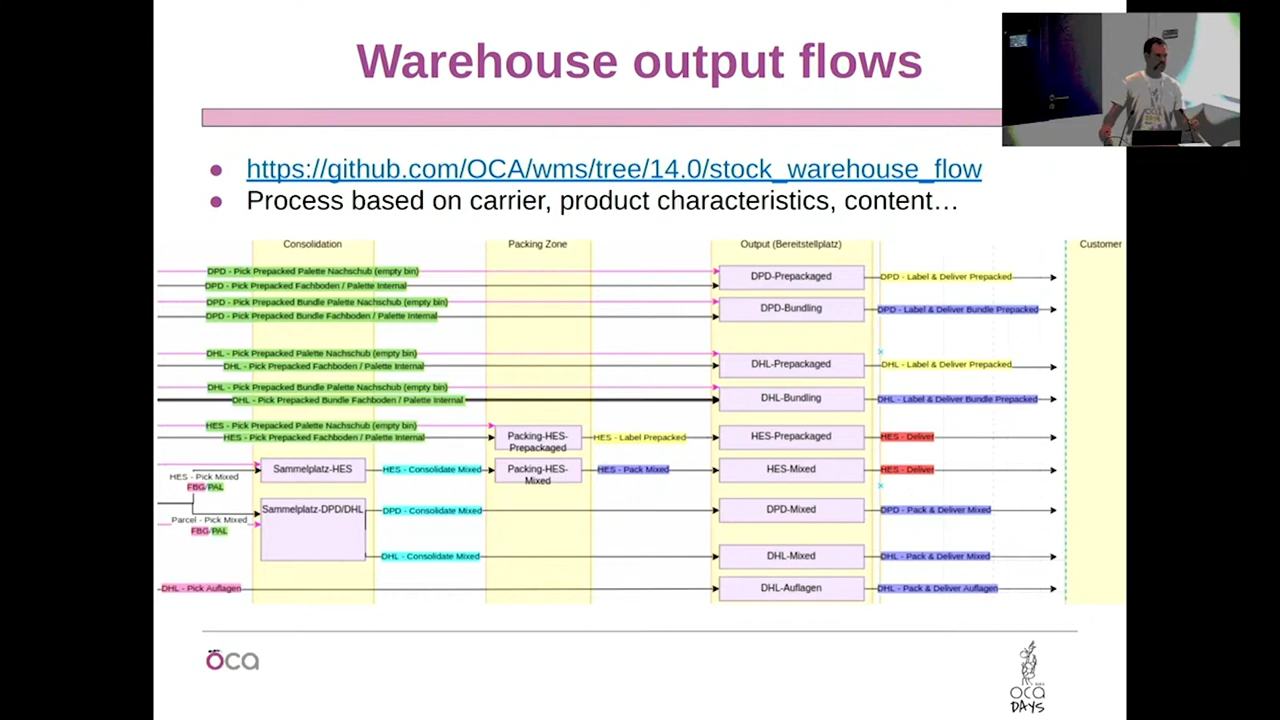 Warehouse output flows
https://github.com/OCA/wms/tree/14.0/stock_warehouse_flow
Process based on carrier, product characteristics, content…
Consolidation
Packing Zone
Output (Bereitstellplatz)
Customer
DPD - Pick Prepacked Palette Nachschub (empty bin)
DPD - Pick Prepacked Fachboden / Palette Internal
DPD-Prepackaged
DPD - Label & Deliver Prepacked
DPD - Pick Prepacked Bundle Palette Nachschub (empty bin)
DPD - Pick Prepacked Bundle Fachboden / Palette Internal
DPD-Bundling
DPD - Label & Deliver Bundle Prepacked
DHL - Pick Prepacked Palette Nachschub (empty bin)
DHL - Pick Prepacked Fachboden / Palette Internal
DHL-Prepackaged
DHL - Label & Deliver Prepacked
DHL - Pick Prepacked Bundle Palette Nachschub (empty bin)
DHL - Pick Prepacked Bundle Fachboden / Palette Internal
DHL-Bundling
DHL - Label & Deliver Bundle Prepacked
HES - Pick Prepacked Palette Nachschub (empty bin)
HES - Pick Prepacked Fachboden / Palette Internal
Packing-HES-
Prepackaged
HES - Label Prepacked
HES-Prepackaged
HES - Deliver
HES - Pick Mixed
FBG/PAL
Sammelplatz-HES
HES - Consolidate Mixed
Packing-HES-
Mixed
HES - Pack Mixed
HES-Mixed
HES - Deliver
Parcel - Pick Mixed
FBG/PAL
Sammelplatz-DPD/DHL
DPD - Consolidate Mixed
DPD-Mixed
DPD - Pack & Deliver Mixed
DHL - Consolidate Mixed
DHL-Mixed
DHL - Pack & Deliver Mixed
DHL - Pick Auflagen
DHL-Auflagen
DHL - Pack & Deliver Auflagen
oca
oca
DAYS